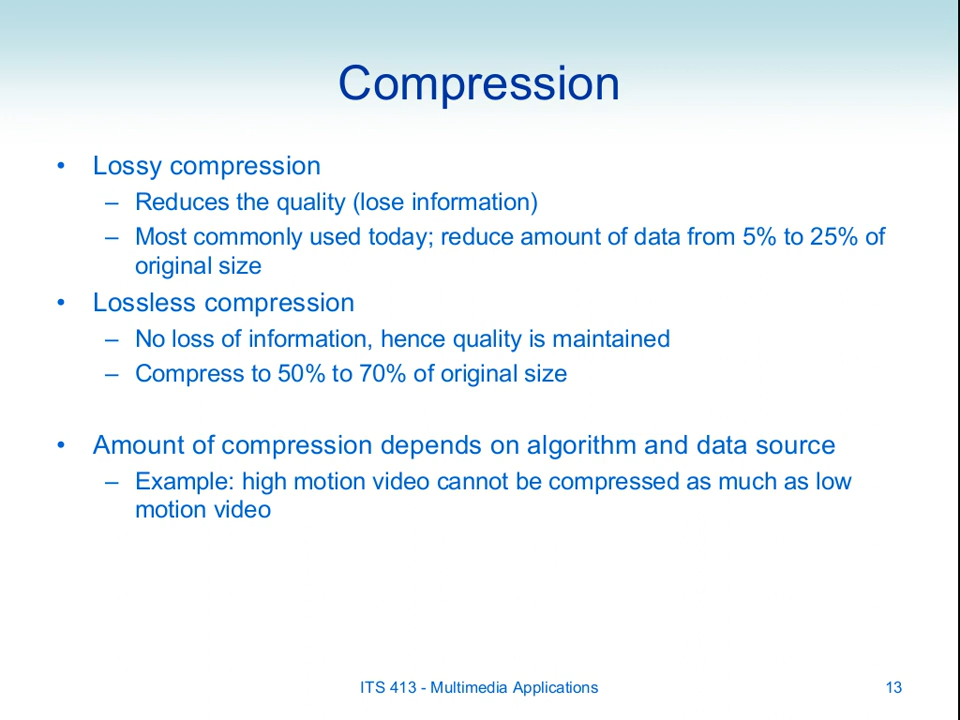 Compression
• Lossy compression
– Reduces the quality (lose information)
– Most commonly used today; reduce amount of data from 5% to 25% of
original size
• Lossless compression
– No loss of information, hence quality is maintained
– Compress to 50% to 70% of original size
• Amount of compression depends on algorithm and data source
– Example: high motion video cannot be compressed as much as low
motion video
ITS 413 - Multimedia Applications
13